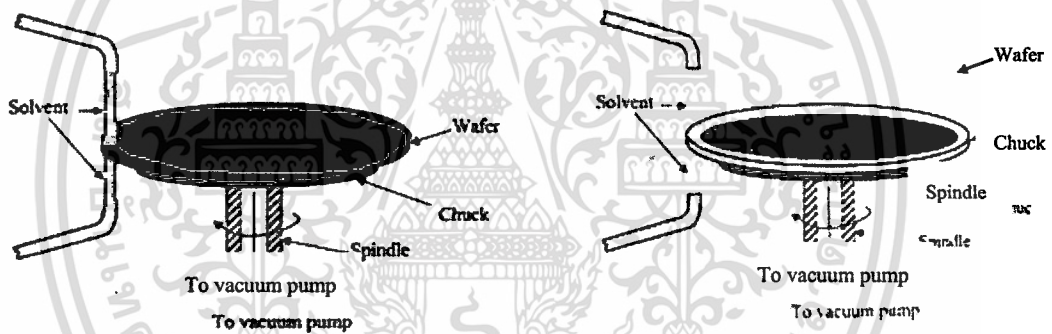 Solvent
Wafer
Chuck
Spindle
To vacuum pump
To vacuum pump
Wafer
Solvent
Chuck
Spindle
To vacuum pump
To vacuum pump